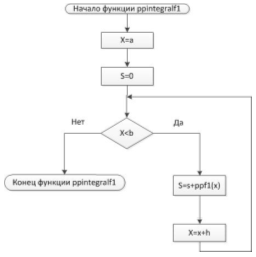 Начало функции ppintegralf1
X=a
S=0
X<b
Нет
Да
Конец функции ppintegralf1
S=s+ppf1(x)
X=x+h